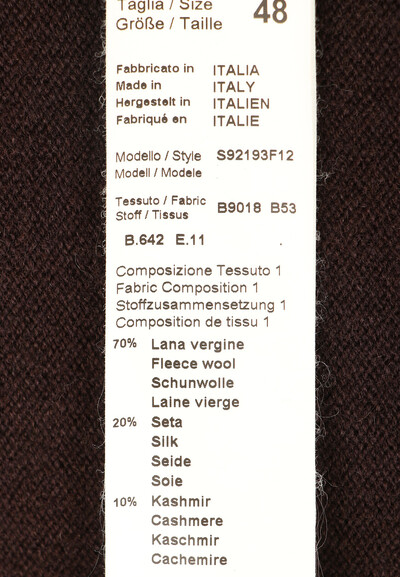 Taglia / Size 48
Größe / Taille
Fabbricato in ITALIA
Made in ITALY
Hergestelt in ITALIEN
Fabriqué en ITALIE
Modello / Style S92193F12
Modell / Modele
Tessuto / Fabric B9018 B53
Stoff / Tissus
B.642 E.11 .
Composizione Tessuto 1
Fabric Composition 1
Stoffzusammensetzung 1
Composition de tissu 1
70% Lana vergine
Fleece wool
Schunwolle
Laine vierge
20% Seta
Silk
Seide
Soie
10% Kashmir
Cashmere
Kaschmir
Cachemire